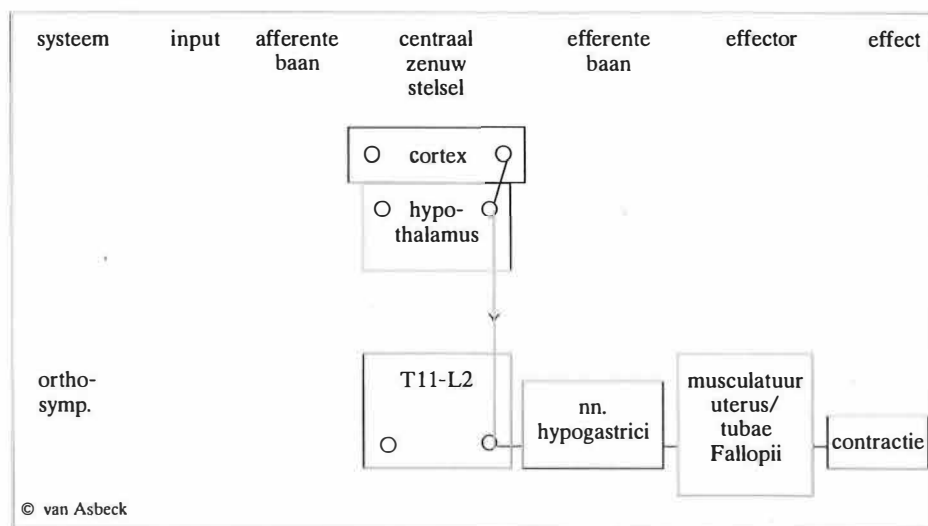 systeem input afferente baan centraal zenuw stelsel efferente baan effector effect
cortex
hypo-
thalamus
ortho-
symp.
T11-L2
nn.
hypogastrici
musculatuur
uterus/
tubae
Fallopii
contractie
© van Asbeck